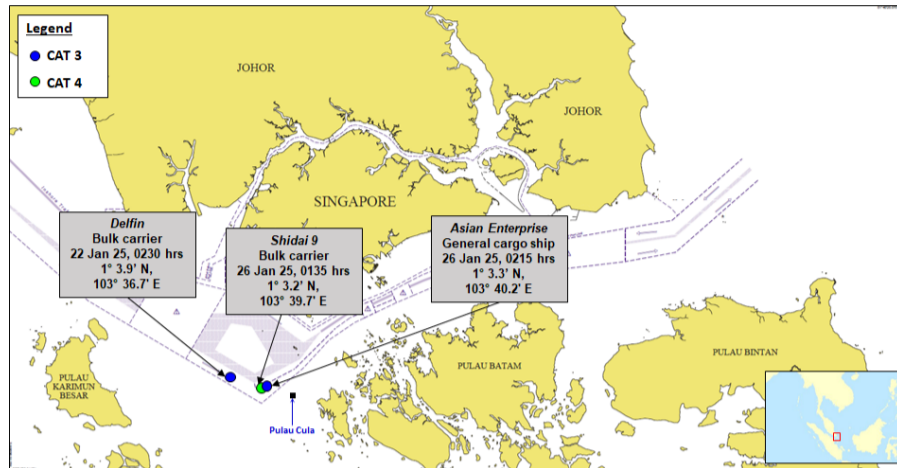 Legend
CAT 3
CAT 4
JOHOR
JOHOR
SINGAPORE
Delfin
Bulk carrier
22 Jan 25, 0230 hrs
1° 3.9' N,
103° 36.7' E
Shidai 9
Bulk carrier
26 Jan 25, 0135 hrs
1° 3.2' N,
103° 39.7' E
Asian Enterprise
General cargo ship
26 Jan 25, 0215 hrs
1° 3.3' N,
103° 40.2' E
PULAU
KARIMUN
BESAR
PULAU BATAM
PULAU BINTAN
Pulau Cula